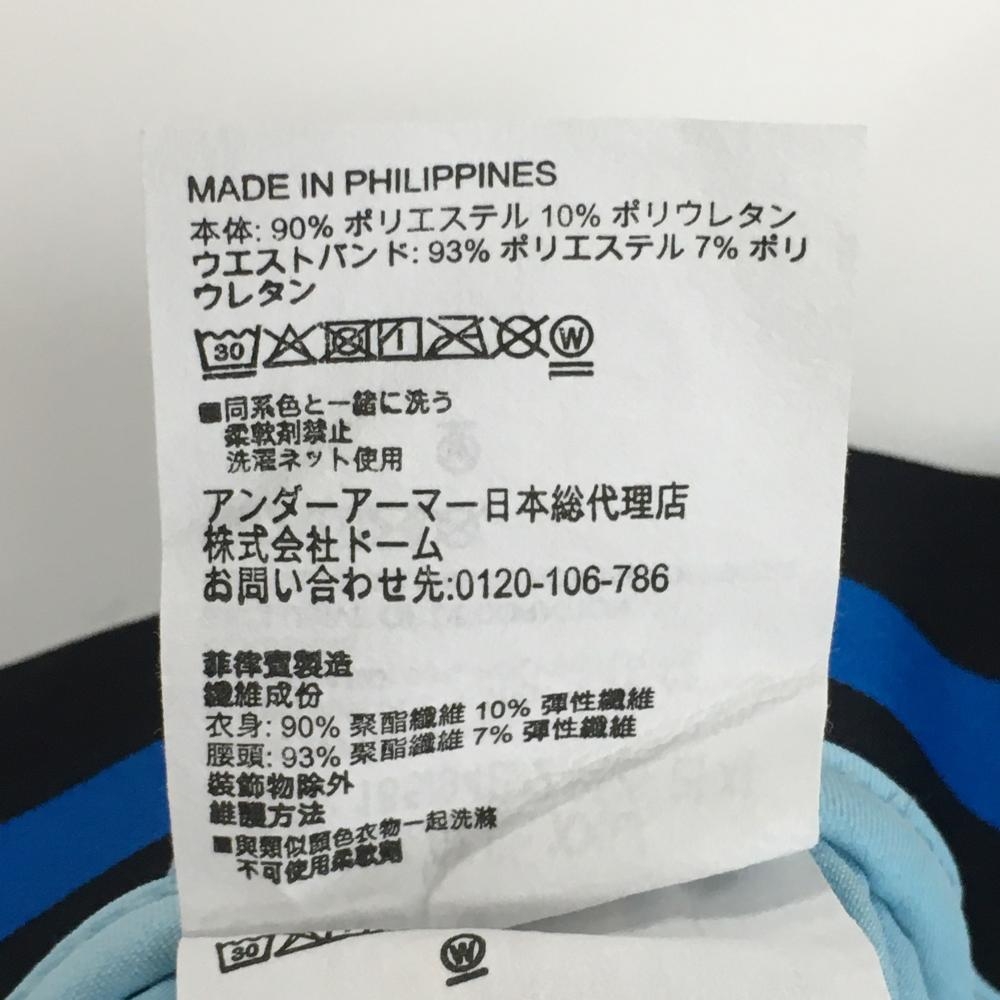 MADE IN PHILIPPINES
本体: 90% ポリエステル 10% ポリウレタン
ウエストバンド: 93% ポリエステル 7% ポリ
ウレタン
30 W
■同系色と一緒に洗う
柔軟剤禁止
洗濯ネット使用
アンダーアーマー日本総代理店
株式会社ドーム
お問い合わせ先:0120-106-786
菲律賓製造
纖維成份
衣身: 90% 聚酯纖維 10% 彈性纖維
腰頭: 93% 聚酯纖維 7% 彈性纖維
裝飾物除外
維護方法
■與類似顏色衣物一起洗滌
不可使用柔軟劑
30 W